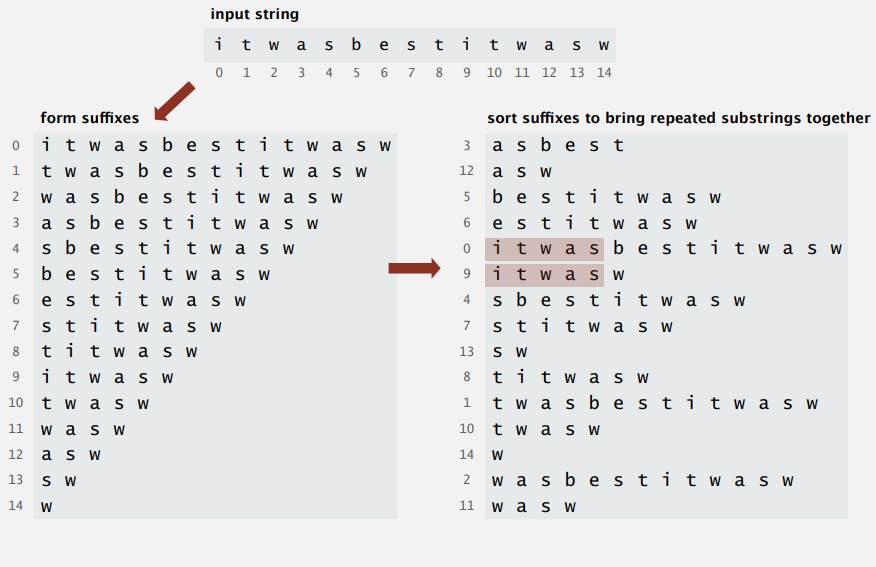 input string
i t w a s b e s t i t w a s w
0 1 2 3 4 5 6 7 8 9 10 11 12 13 14
form suffixes
0 i t w a s b e s t i t w a s w
1 t w a s b e s t i t w a s w
2 w a s b e s t i t w a s w
3 a s b e s t i t w a s w
4 s b e s t i t w a s w
5 b e s t i t w a s w
6 e s t i t w a s w
7 s t i t w a s w
8 t i t w a s w
9 i t w a s w
10 t w a s w
11 w a s w
12 a s w
13 s w
14 w
sort suffixes to bring repeated substrings together
3 a s b e s t
12 a s w
5 b e s t i t w a s w
6 e s t i t w a s w
0 i t w a s b e s t i t w a s w
9 i t w a s w
4 s b e s t i t w a s w
7 s t i t w a s w
13 s w
8 t i t w a s w
1 t w a s b e s t i t w a s w
10 t w a s w
14 w
2 w a s b e s t i t w a s w
11 w a s w